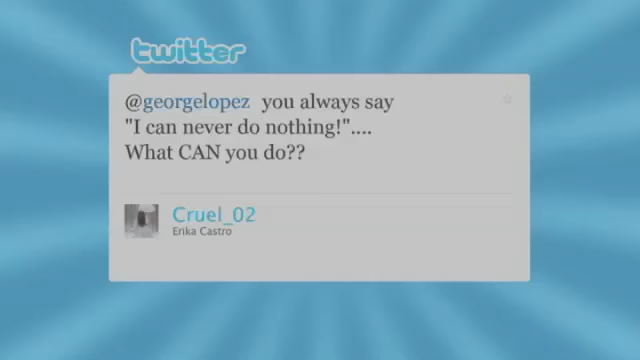 twitter
@georgelopez you always say
"I can never do nothing!"....
What CAN you do??
Cruel_02
Erika Castro